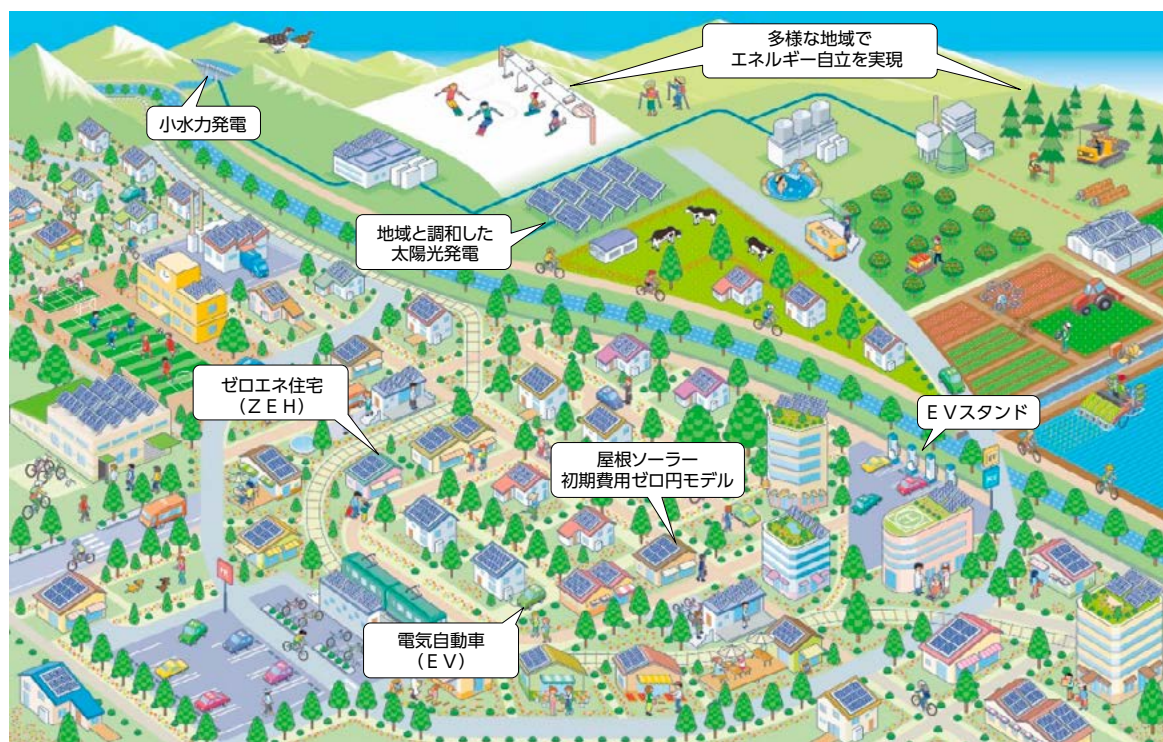 多様な地域で
エネルギー自立を実現
小水力発電
地域と調和した
太陽光発電
ゼロエネ住宅
(ＺＥＨ)
ＥＶスタンド
屋根ソーラー
初期費用ゼロ円モデル
電気自動車
(ＥＶ)